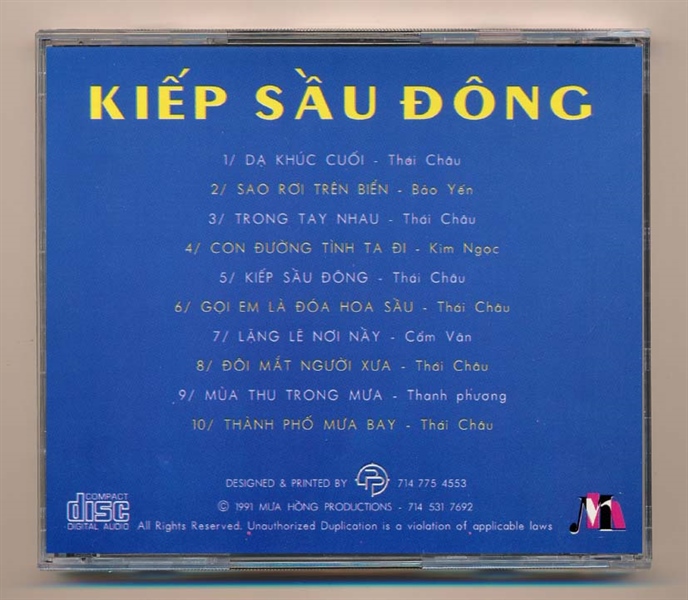 KIẾP SẦU ĐÔNG
1/ DẠ KHÚC CUỐI - Thái Châu
2/ SAO RƠI TRÊN BIỂN - Bảo Yến
3/ TRONG TAY NHAU - Thái Châu
4/ CON ĐƯỜNG TÌNH TA ĐI - Kim Ngọc
5/ KIẾP SẦU ĐÔNG - Thái Châu
6/ GỌI EM LÀ ĐÓA HOA SẦU - Thái Châu
7/ LẶNG LẼ NƠI NẦY - Cẩm Vân
8/ ĐÔI MẮT NGƯỜI XƯA - Thái Châu
9/ MÙA THU TRONG MƯA - Thanh phương
10/ THÀNH PHỐ MƯA BAY - Thái Châu
DESIGNED & PRINTED BY 714 775 4553
© 1991 MƯA HỒNG PRODUCTIONS - 714 531 7692
COMPACT
disc
DIGITAL AUDIO
All Rights Reserved. Unauthorized Duplication is a violation of applicable laws